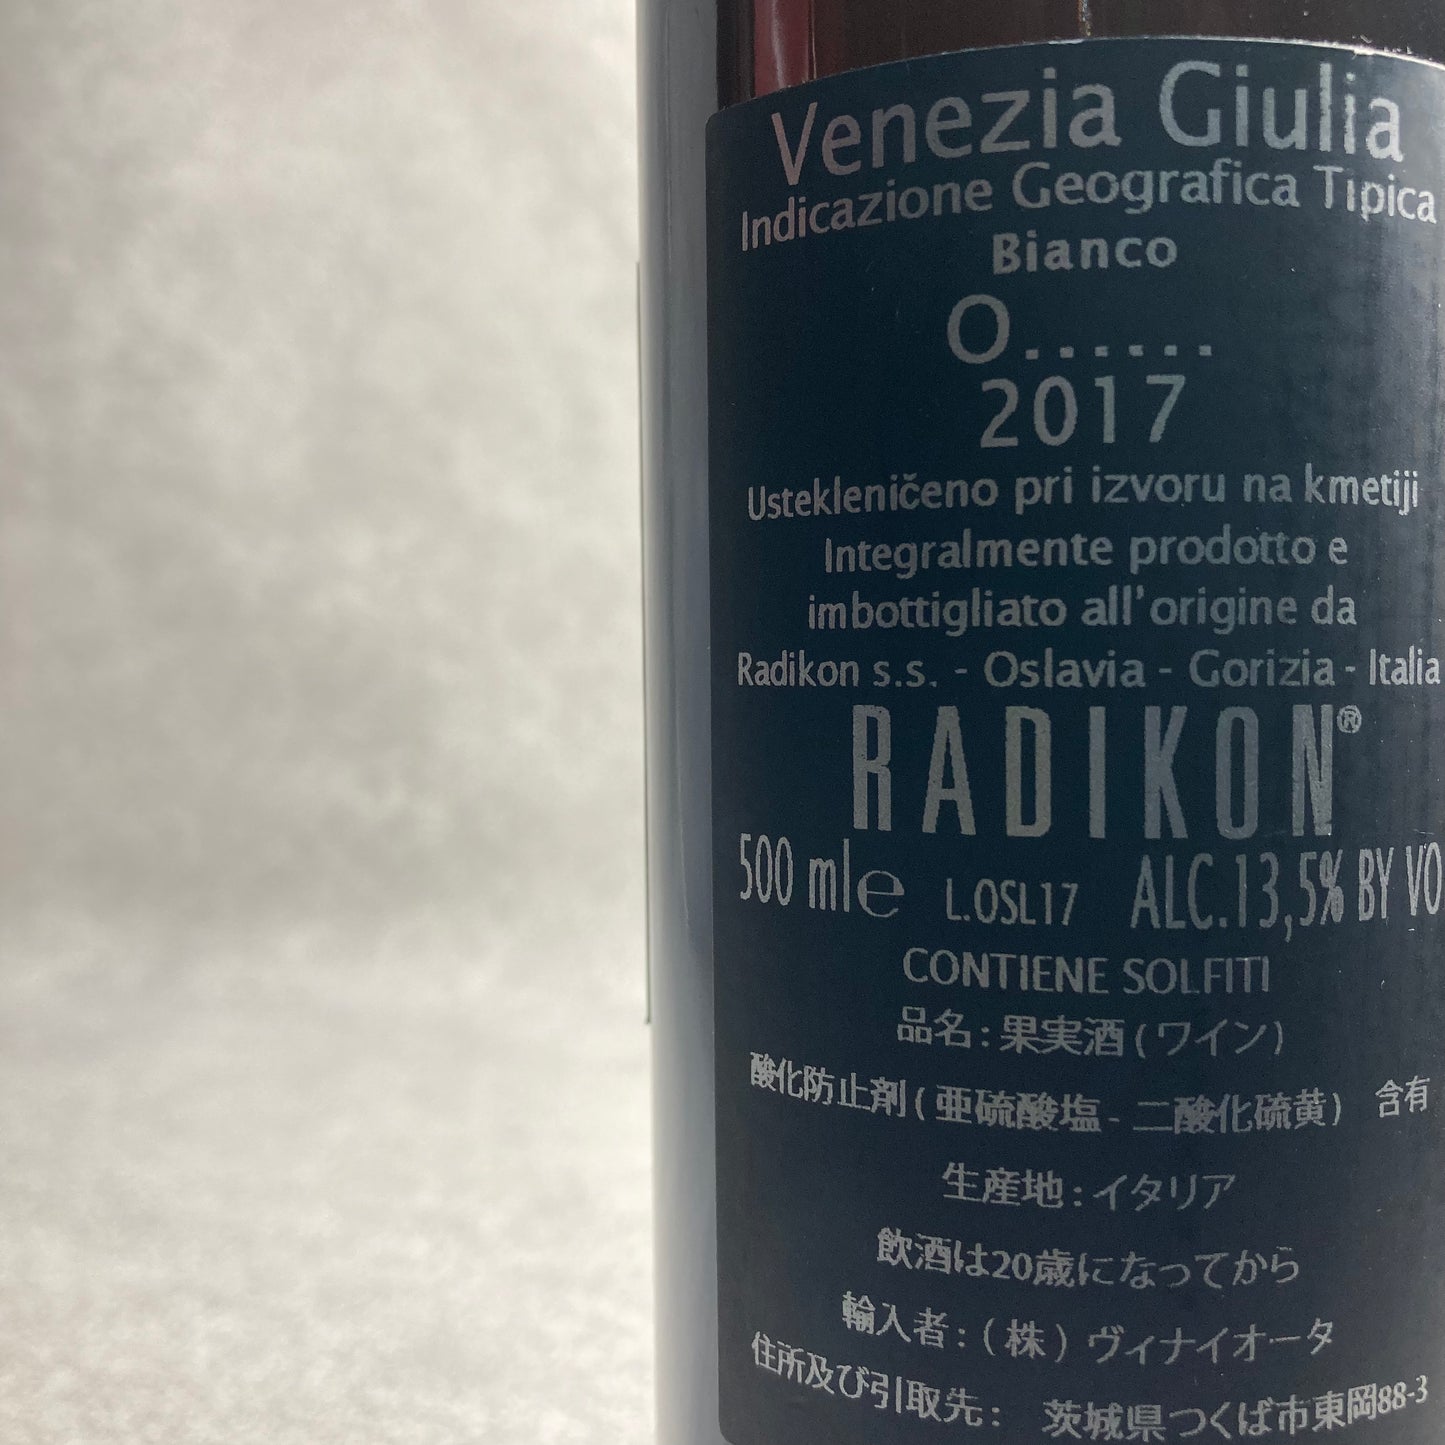 Venezia Giulia
Indicazione Geografica Tipica
Bianco
O......
2017
Ustekleničeno pri izvoru na kmetiji
Integralmente prodotto e
imbottigliato all'origine da
Radikon s.s. - Oslavia - Gorizia - Italia
RADIKON®
500 ml e L.OSL17 ALC.13,5% BY VO
CONTIENE SOLFITI
品名:果実酒(ワイン)
酸化防止剤(亜硫酸塩- 二酸化硫黄) 含有
生産地:イタリア
飲酒は20歳になってから
輸入者:(株)ヴィナイオータ
住所及び引取先: 茨城県つくば市東岡88-3